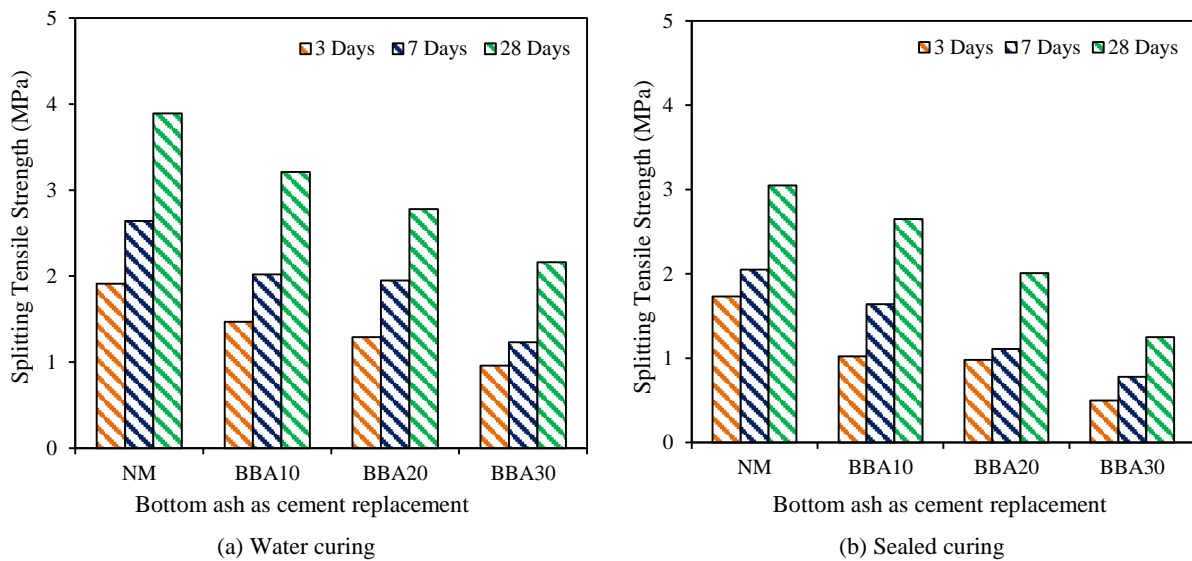 5
4
3
2
1
0
Splitting Tensile Strength (MPa)
3 Days 7 Days 28 Days
NM BBA10 BBA20 BBA30
Bottom ash as cement replacement
(a) Water curing
5
4
3
2
1
0
Splitting Tensile Strength (MPa)
3 Days 7 Days 28 Days
NM BBA10 BBA20 BBA30
Bottom ash as cement replacement
(b) Sealed curing